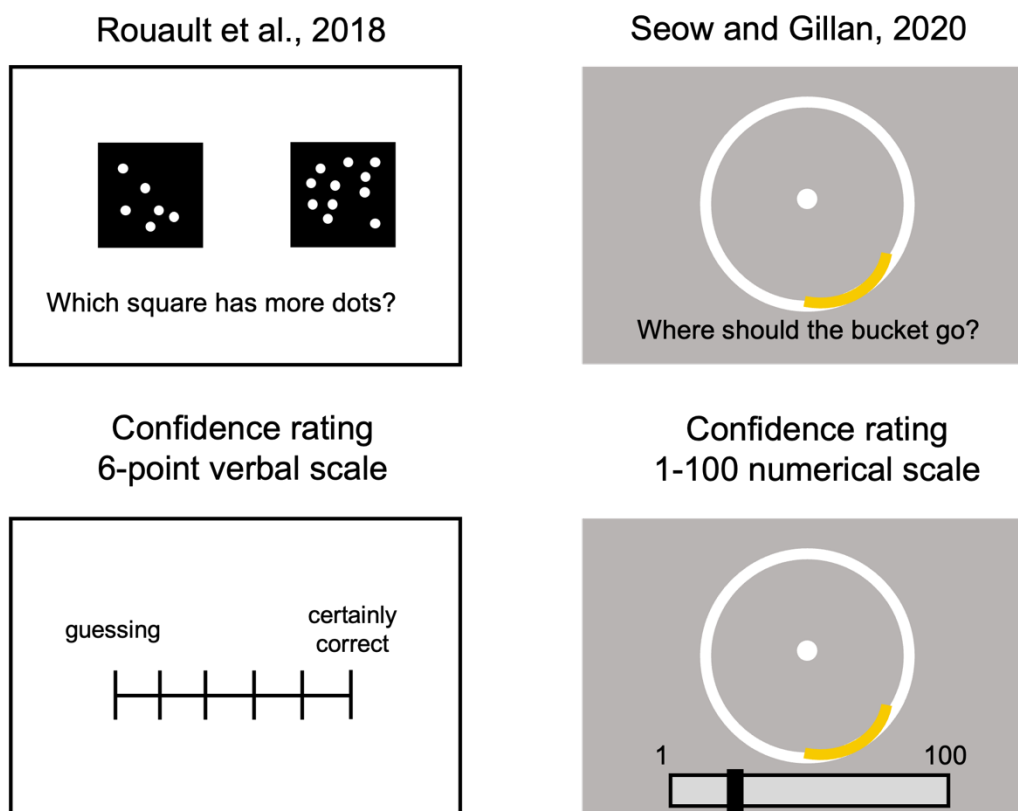 Rouault et al., 2018
Which square has more dots?
Confidence rating
6-point verbal scale
guessing
certainly
correct
Seow and Gillan, 2020
Where should the bucket go?
Confidence rating
1-100 numerical scale
1
100